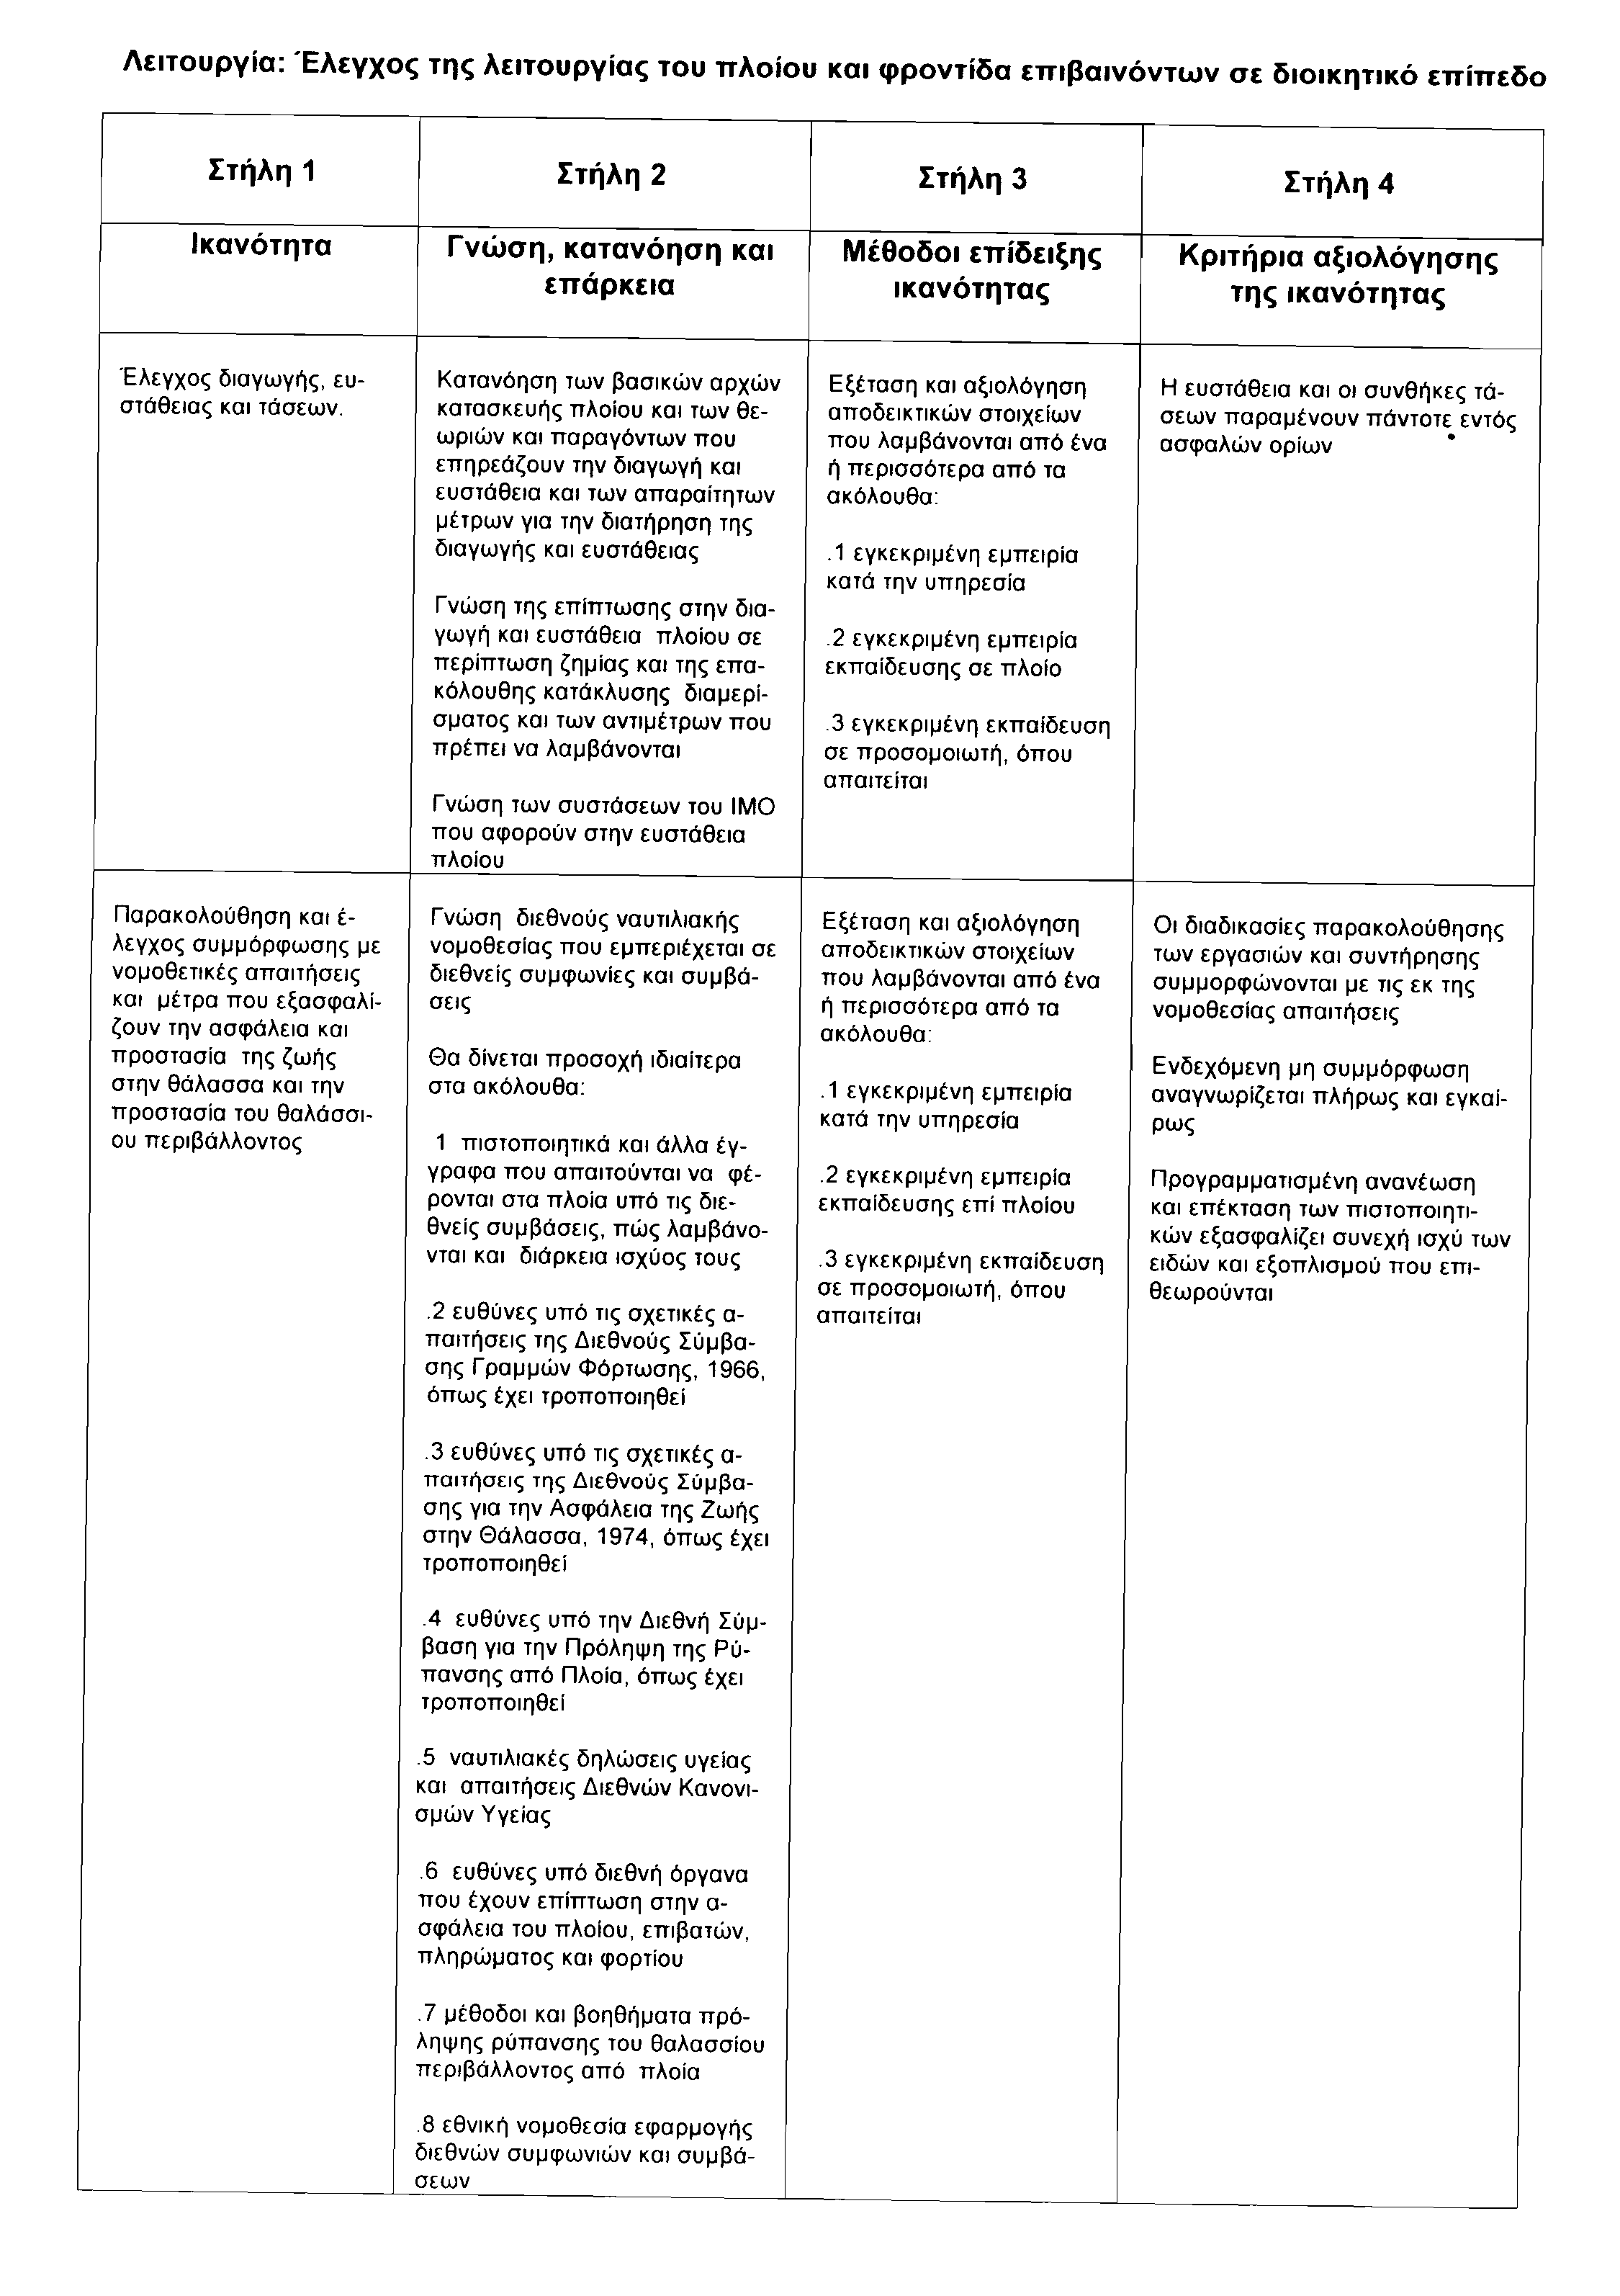 Λειτουργία: Έλεγχος της λειτουργίας του πλοίου και φροντίδα επιβαινόντων σε διοικητικό επίπεδο
Στήλη 1
Στήλη 2
Στήλη 3
Στήλη 4
Ικανότητα
Γνώση, κατανόηση και
επάρκεια
Μέθοδοι επίδειξης
ικανότητας
Κριτήρια αξιολόγησης
της ικανότητας
Έλεγχος διαγωγής, ευ-
στάθειας και τάσεων.
Κατανόηση των βασικών αρχών
κατασκευής πλοίου και των θε-
ωριών και παραγόντων που
επηρεάζουν την διαγωγή και
ευστάθεια και των απαραίτητων
μέτρων για την διατήρηση της
διαγωγής και ευστάθειας
Γνώση της επίπτωσης στην δια-
γωγή και ευστάθεια πλοίου σε
περίπτωση ζημίας και της επα-
κόλουθης κατάκλυσης διαμερί-
σματος και των αντιμέτρων που
πρέπει να λαμβάνονται
Γνώση των συστάσεων του ΙΜΟ
που αφορούν στην ευστάθεια
πλοίου
Εξέταση και αξιολόγηση
αποδεικτικών στοιχείων
που λαμβάνονται από ένα
ή περισσότερα από τα
ακόλουθα:
.1 εγκεκριμένη εμπειρία
κατά την υπηρεσία
.2 εγκεκριμένη εμπειρία
εκπαίδευσης σε πλοίο
.3 εγκεκριμένη εκπαίδευση
σε προσομοιωτή, όπου
απαιτείται
Η ευστάθεια και οι συνθήκες τά-
σεων παραμένουν πάντοτε εντός
ασφαλών ορίων
Παρακολούθηση και έ-
λεγχος συμμόρφωσης με
νομοθετικές απαιτήσεις
και μέτρα που εξασφαλί-
ζουν την ασφάλεια και
προστασία της ζωής
στην θάλασσα και την
προστασία του θαλάσσι-
ου περιβάλλοντος
Γνώση διεθνούς ναυτιλιακής
νομοθεσίας που εμπεριέχεται σε
διεθνείς συμφωνίες και συμβά-
σεις
Θα δίνεται προσοχή ιδιαίτερα
στα ακόλουθα:
1 πιστοποιητικά και άλλα έγ-
γραφα που απαιτούνται να φέ-
ρονται στα πλοία υπό τις διε-
θνείς συμβάσεις, πώς λαμβάνο-
νται και διάρκεια ισχύος τους
.2 ευθύνες υπό τις σχετικές α-
παιτήσεις της Διεθνούς Σύμβα-
σης Γραμμών Φόρτωσης, 1966,
όπως έχει τροποποιηθεί
.3 ευθύνες υπό τις σχετικές α-
παιτήσεις της Διεθνούς Σύμβα-
σης για την Ασφάλεια της Ζωής
στην Θάλασσα, 1974, όπως έχει
τροποποιηθεί
.4 ευθύνες υπό την Διεθνή Σύμ-
βαση για την Πρόληψη της Ρύ-
πανσης από Πλοία, όπως έχει
τροποποιηθεί
.5 ναυτιλιακές δηλώσεις υγείας
και απαιτήσεις Διεθνών Κανονι-
σμών Υγείας
.6 ευθύνες υπό διεθνή όργανα
που έχουν επίπτωση στην α-
σφάλεια του πλοίου, επιβατών,
πληρώματος και φορτίου
.7 μέθοδοι και βοηθήματα πρό-
ληψης ρύπανσης του θαλασσίου
περιβάλλοντος από πλοία
.8 εθνική νομοθεσία εφαρμογής
διεθνών συμφωνιών και συμβά-
σεων
Εξέταση και αξιολόγηση
αποδεικτικών στοιχείων
που λαμβάνονται από ένα
ή περισσότερα από τα
ακόλουθα:
.1 εγκεκριμένη εμπειρία
κατά την υπηρεσία
.2 εγκεκριμένη εμπειρία
εκπαίδευσης επί πλοίου
.3 εγκεκριμένη εκπαίδευση
σε προσομοιωτή, όπου
απαιτείται
Οι διαδικασίες παρακολούθησης
των εργασιών και συντήρησης
συμμορφώνονται με τις εκ της
νομοθεσίας απαιτήσεις
Ενδεχόμενη μη συμμόρφωση
αναγνωρίζεται πλήρως και εγκαί-
ρως
Προγραμματισμένη ανανέωση
και επέκταση των πιστοποιητι-
κών εξασφαλίζει συνεχή ισχύ των
ειδών και εξοπλισμού που επι-
θεωρούνται